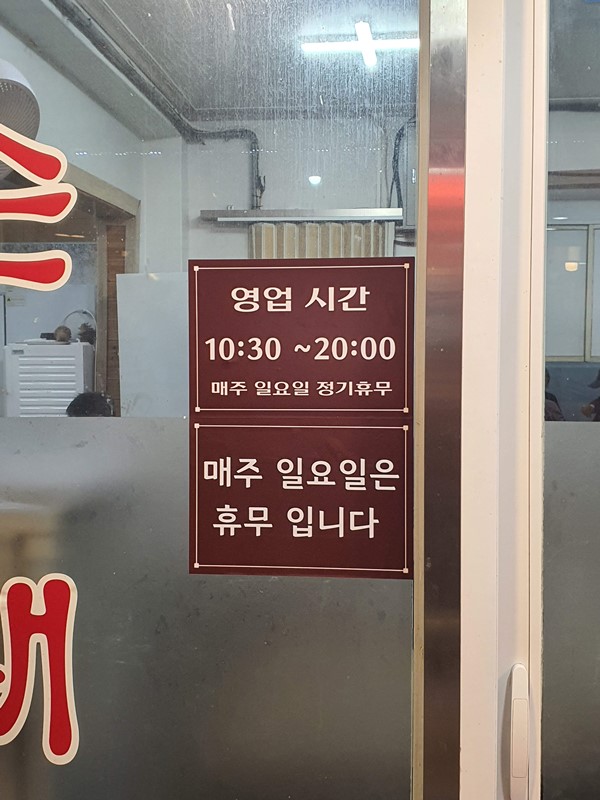 영업 시간
10:30 ~20:00
매주 일요일 정기휴무
매주 일요일은
휴무 입니다